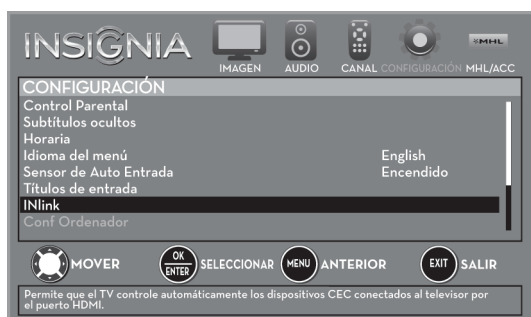 INSIGNIA
IMAGEN AUDIO CANAL CONFIGURACIÓN MHL/ACC
MHL
CONFIGURACIÓN
Control Parental
Subtítulos ocultos
Horaria
Idioma del menú English
Sensor de Auto Entrada Encendido
Títulos de entrada
INlink
Conf Ordenador
MOVER OK ENTER SELECCIONAR MENU ANTERIOR EXIT SALIR
Permite que el TV controle automáticamente los dispositivos CEC conectados al televisor por
el puerto HDMI.